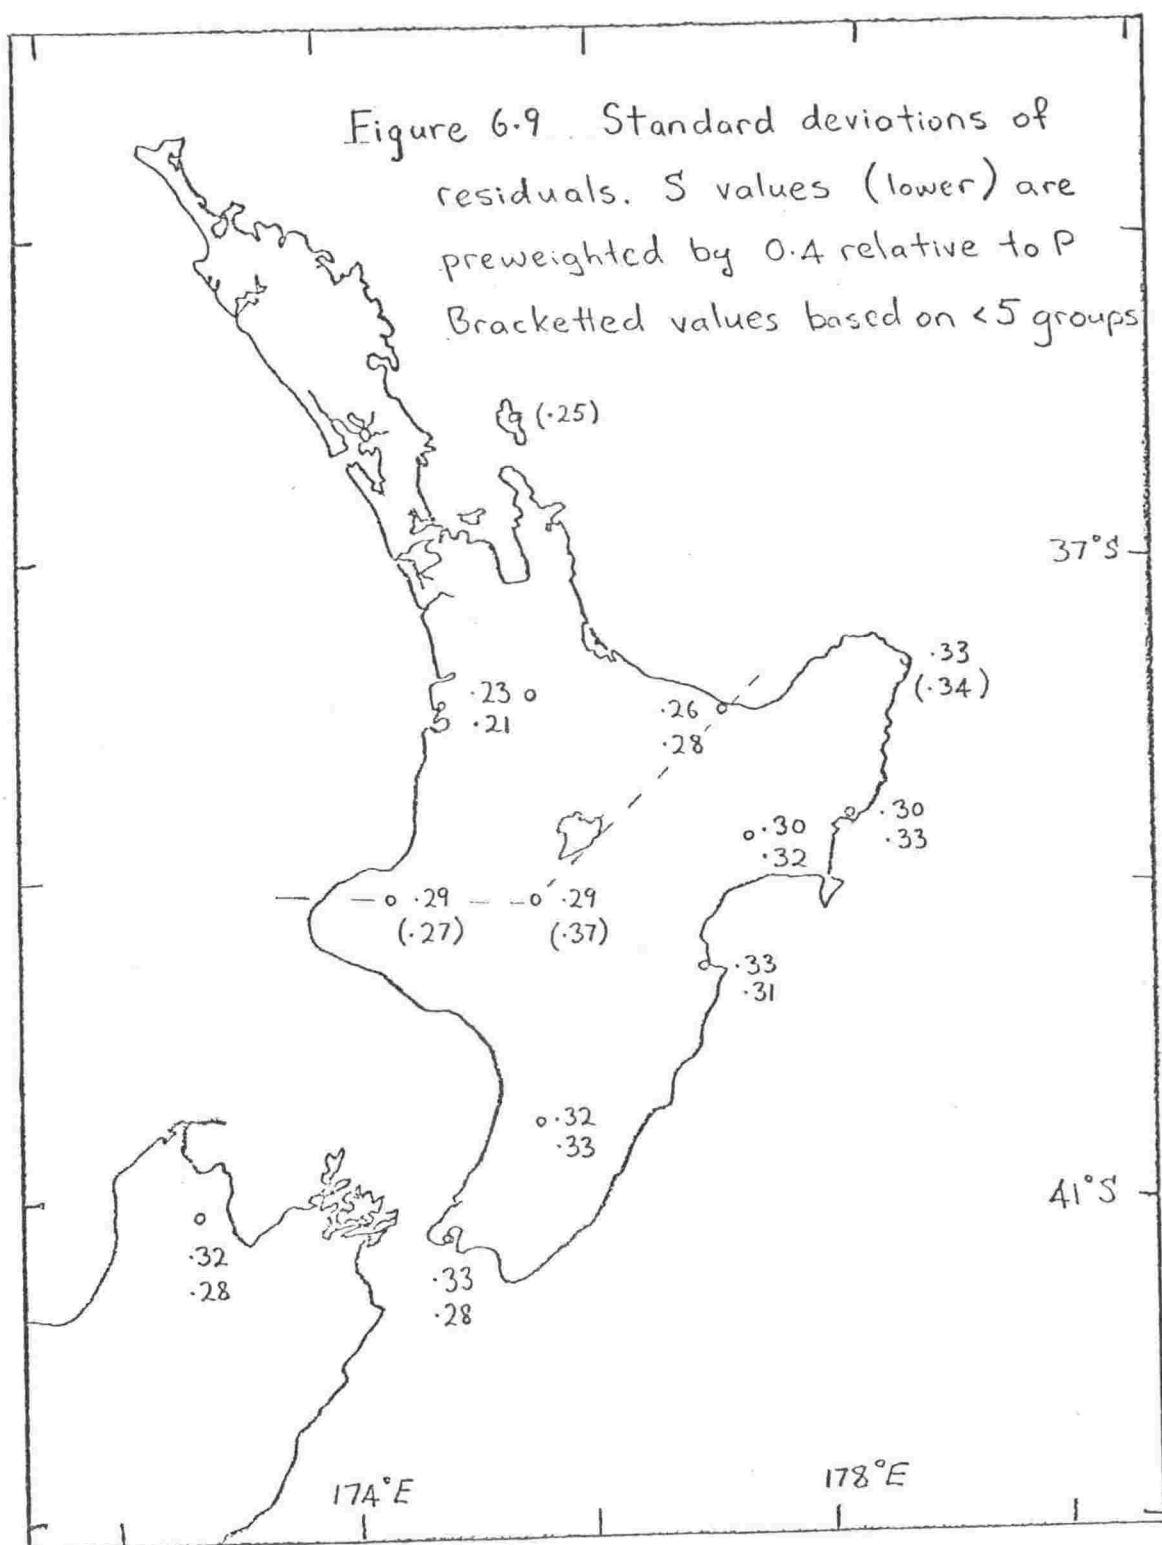 Figure 6.9 Standard deviations of
residuals. S values (lower) are
preweighted by 0.4 relative to P
Bracketted values based on <5 groups
(.25)
37°S
.33
(.34)
.23
.21
.26
.28
.30
.33
.30
.32
.29
(.27)
.29
(.37)
.33
.31
.32
.33
41°S
.32
.28
.33
.28
174°E
178°E